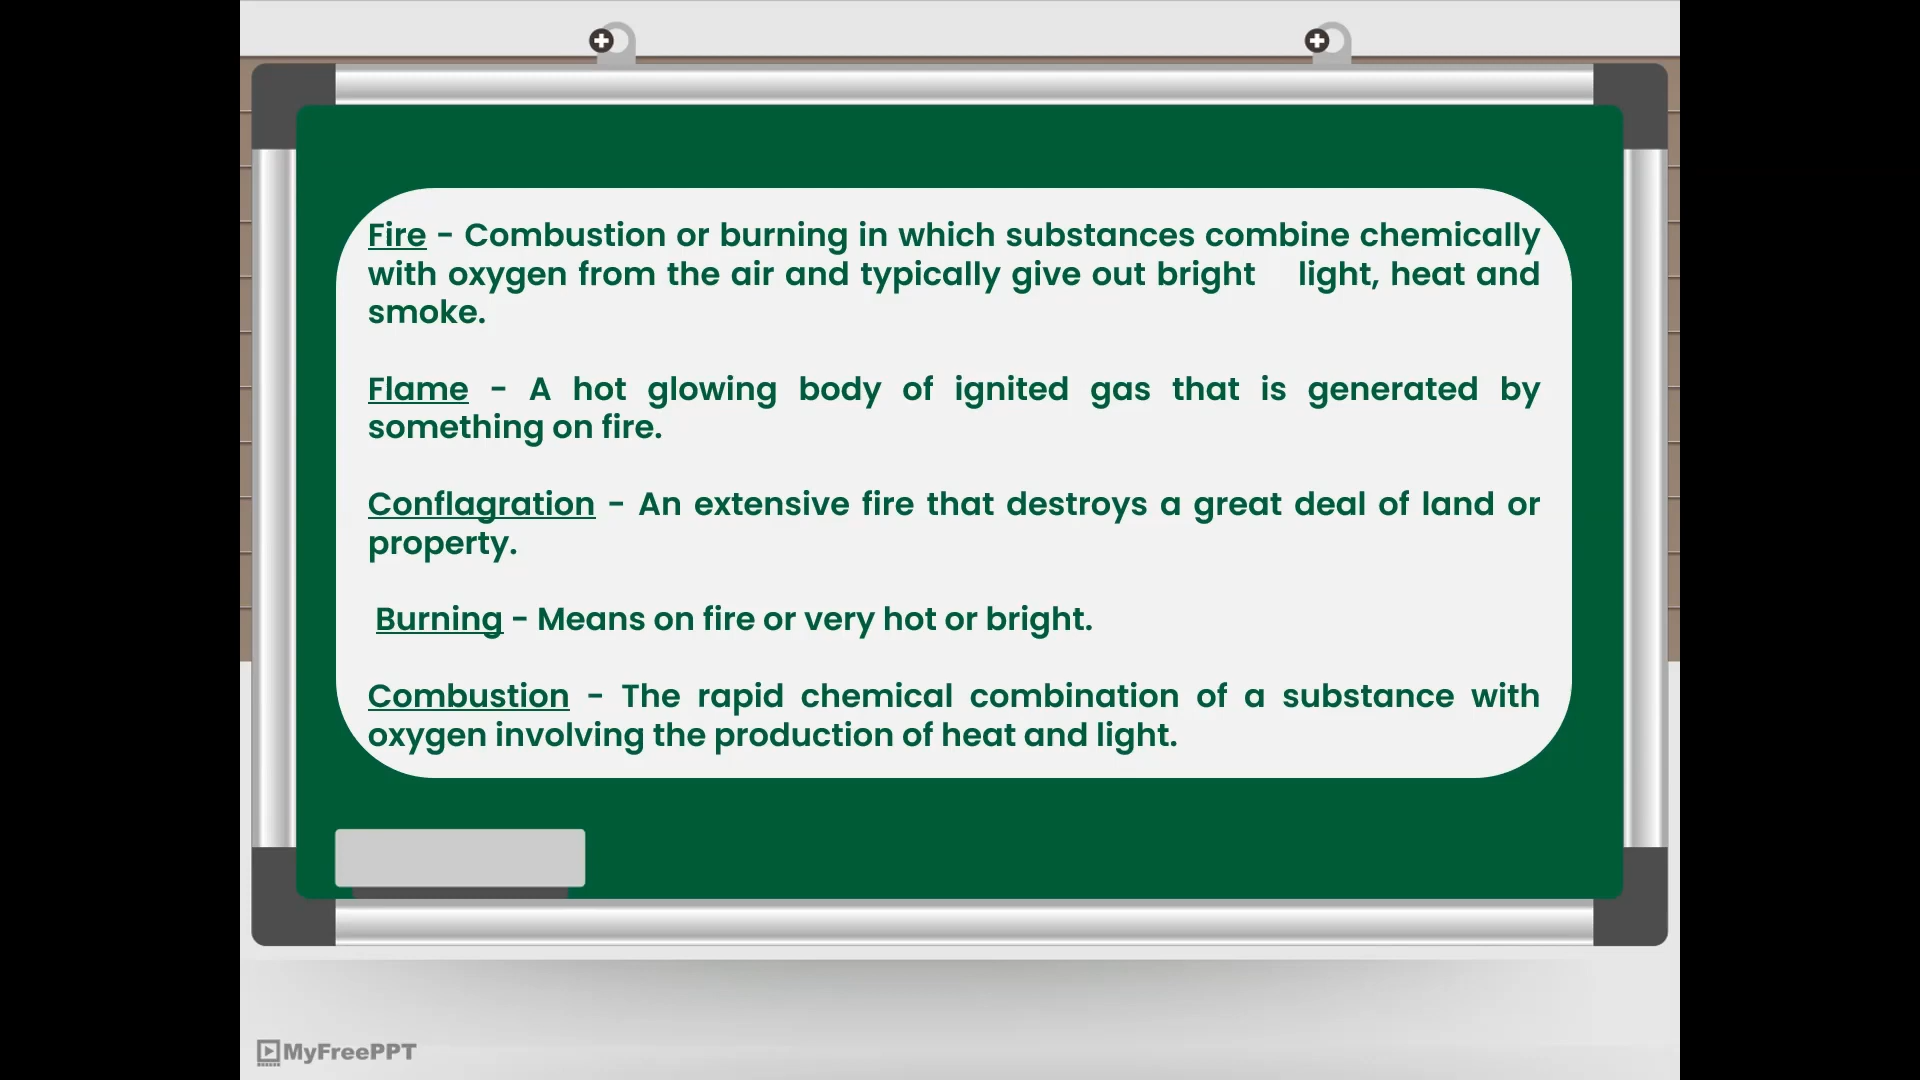 Fire - Combustion or burning in which substances combine chemically
with oxygen from the air and typically give out bright light, heat and
smoke.
Flame - A hot glowing body of ignited gas that is generated by
something on fire.
Conflagration - An extensive fire that destroys a great deal of land or
property.
Burning - Means on fire or very hot or bright.
Combustion - The rapid chemical combination of a substance with
oxygen involving the production of heat and light.
MyFreePPT